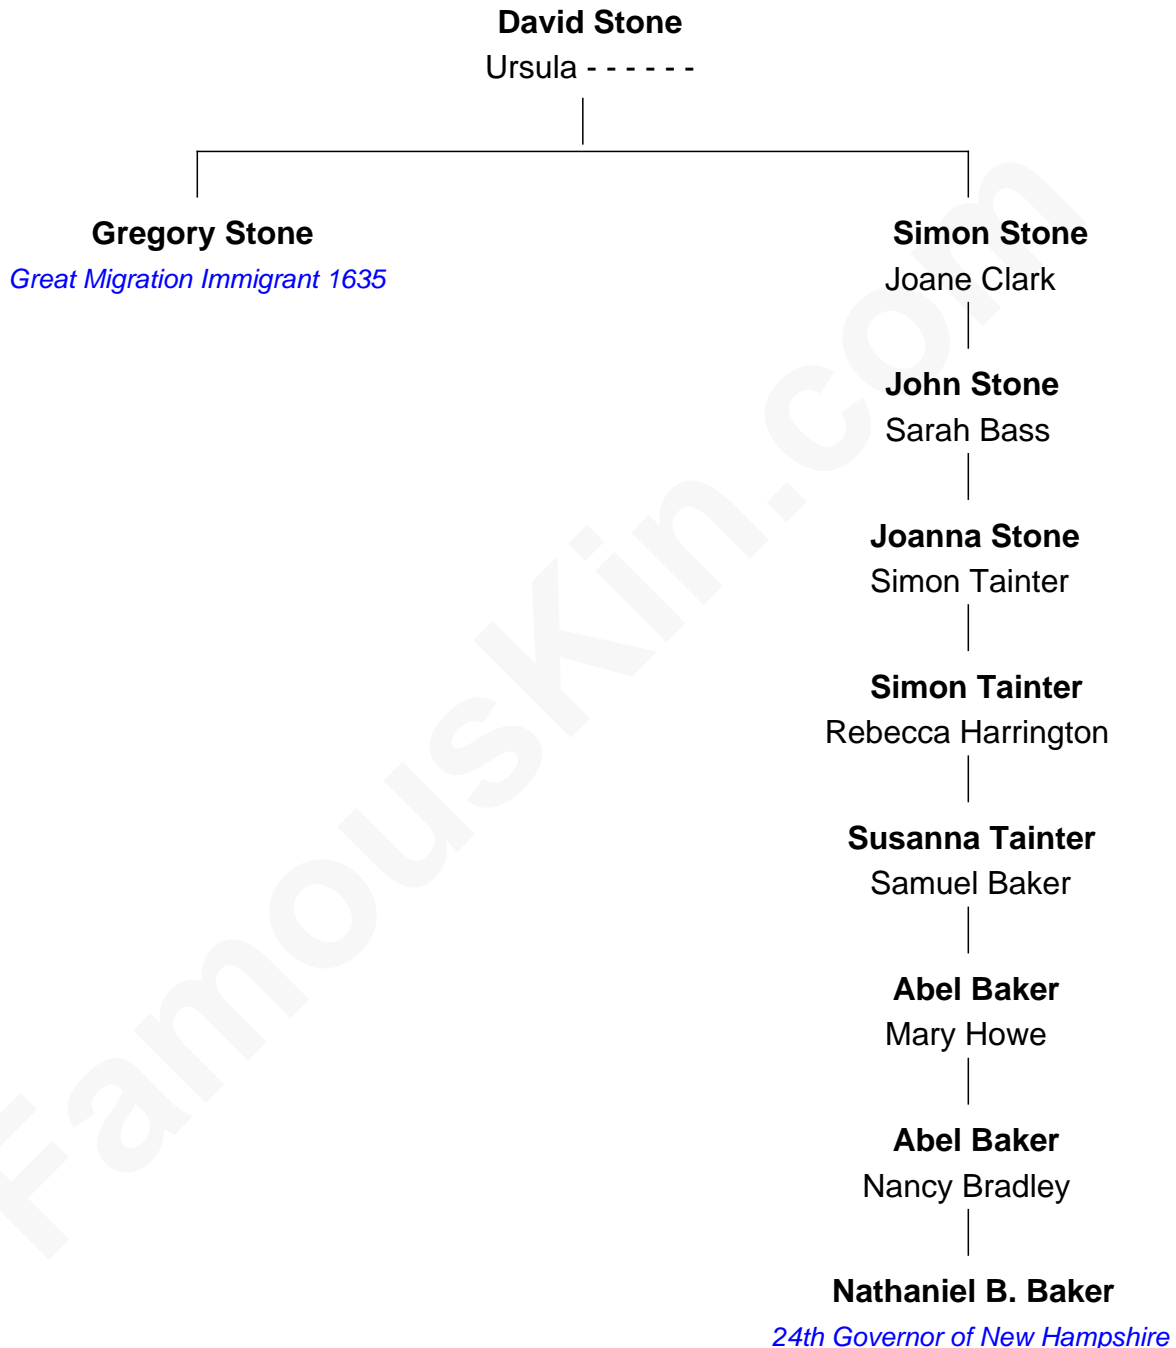 David Stone
Ursula - - - - - -
Gregory Stone
Great Migration Immigrant 1635
Simon Stone
Joane Clark
John Stone
Sarah Bass
Joanna Stone
Simon Tainter
Simon Tainter
Rebecca Harrington
Susanna Tainter
Samuel Baker
Abel Baker
Mary Howe
Abel Baker
Nancy Bradley
Nathaniel B. Baker
24th Governor of New Hampshire
FamousKin.com